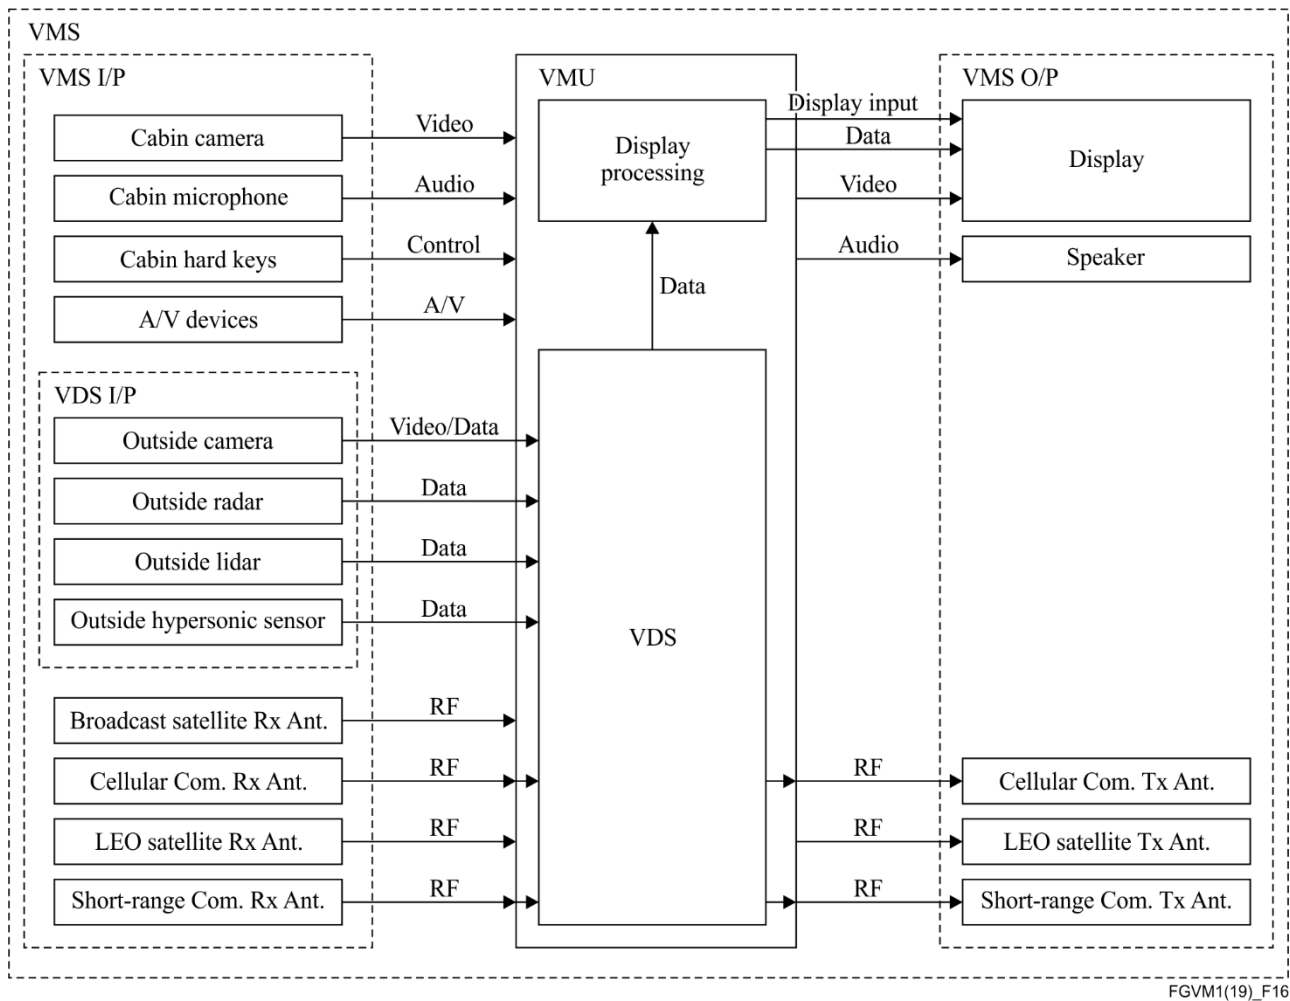 VMS
VMS I/P
Cabin camera
Video
Cabin microphone
Audio
Cabin hard keys
Control
A/V devices
A/V
VDS I/P
Outside camera
Video/Data
Outside radar
Data
Outside lidar
Data
Outside hypersonic sensor
Data
Broadcast satellite Rx Ant.
RF
Cellular Com. Rx Ant.
RF
LEO satellite Rx Ant.
RF
Short-range Com. Rx Ant.
RF
VMU
Display
processing
Data
VDS
Display input
Data
Video
Audio
RF
RF
RF
VMS O/P
Display
Speaker
Cellular Com. Tx Ant.
LEO satellite Tx Ant.
Short-range Com. Tx Ant.
FGVM1(19)_F16